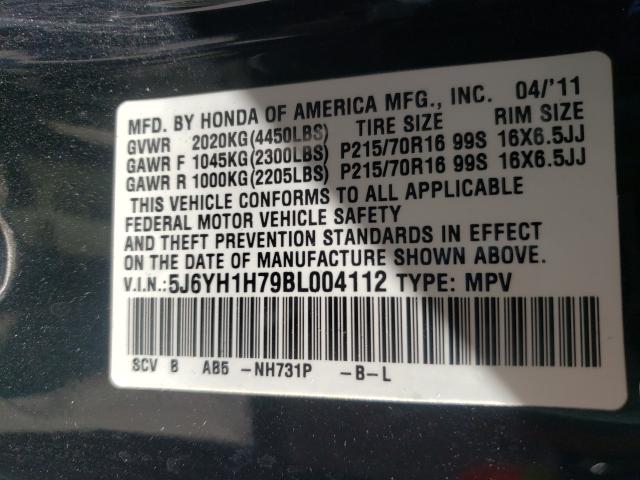 MFD. BY HONDA OF AMERICA MFG., INC. 04/'11
GVWR 2020KG(4450LBS) TIRE SIZE RIM SIZE
GAWR F 1045KG(2300LBS) P215/70R16 99S 16X6.5JJ
GAWR R 1000KG(2205LBS) P215/70R16 99S 16X6.5JJ
THIS VEHICLE CONFORMS TO ALL APPLICABLE
FEDERAL MOTOR VEHICLE SAFETY
AND THEFT PREVENTION STANDARDS IN EFFECT
ON THE DATE OF MANUFACTURE SHOWN ABOVE.
V.I.N.:5J6YH1H79BL004112 TYPE: MPV
SCV B AB5 -NH731P -B-L